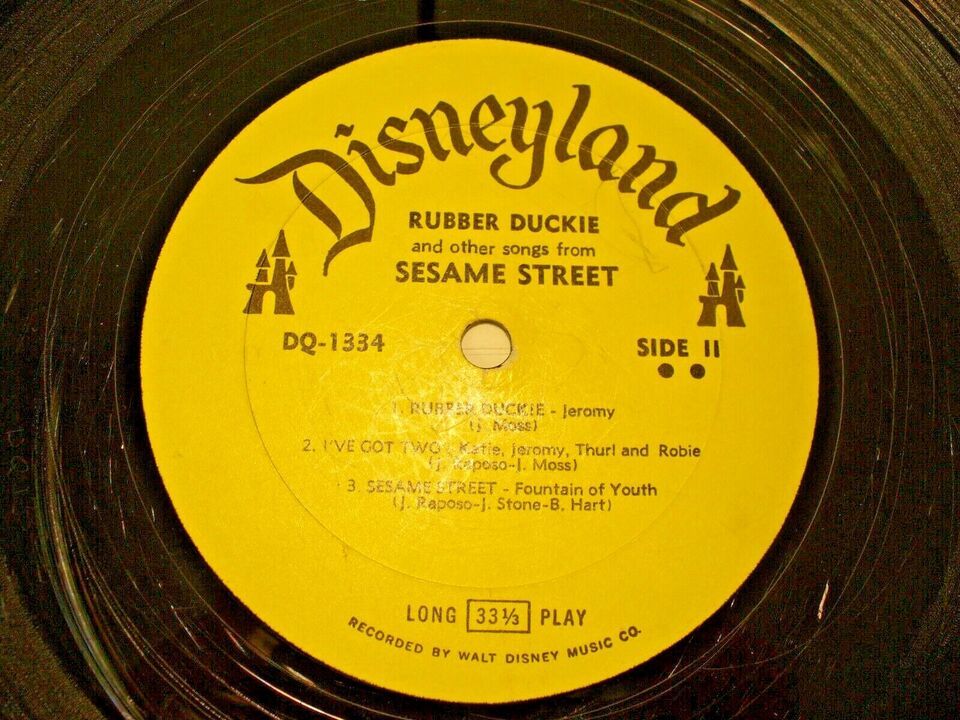 Disneyland
RUBBER DUCKIE
and other songs from
SESAME STREET
DQ-1334
SIDE II
1. RUBBER DUCKIE - Jeromy
(J. Moss)
2. I'VE GOT TWO - Katie, Jeromy, Thurl and Robie
(J. Raposo-J. Moss)
3. SESAME STREET - Fountain of Youth
(J. Raposo-J. Stone-B. Hart)
LONG 33⅓ PLAY
RECORDED BY WALT DISNEY MUSIC CO.